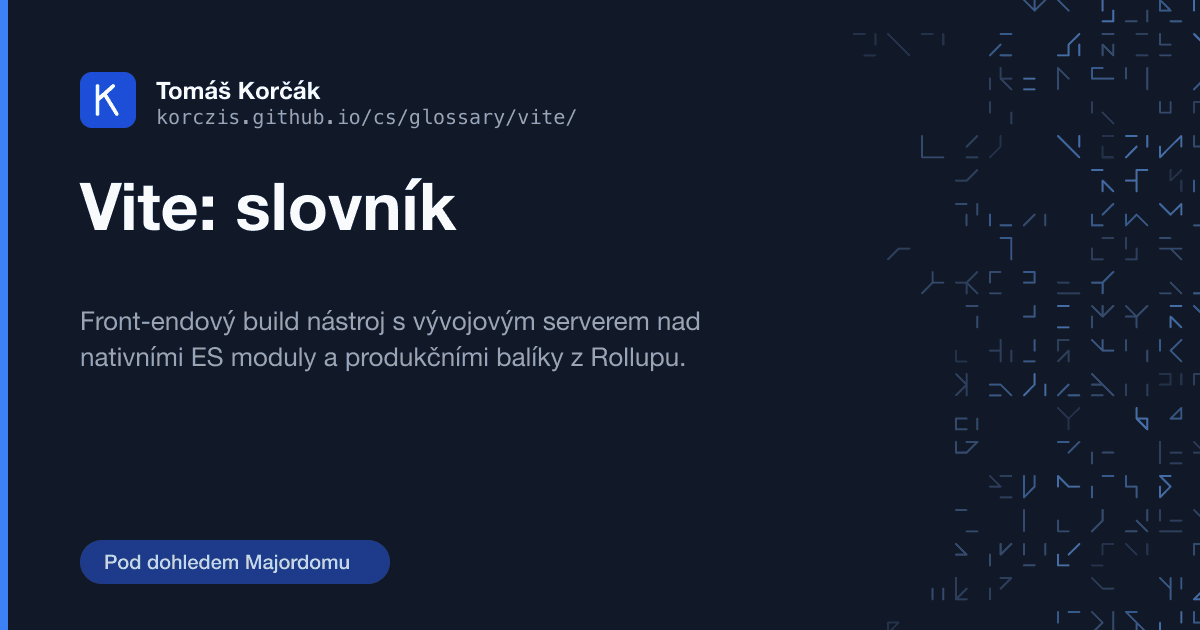 Tomáš Korčák
korczis.github.io/cs/glossary/vite/
Vite: slovník
Front-endový build nástroj s vývojovým serverem nad
nativními ES moduly a produkčními balíky z Rollupu.
Pod dohledem Majordomu